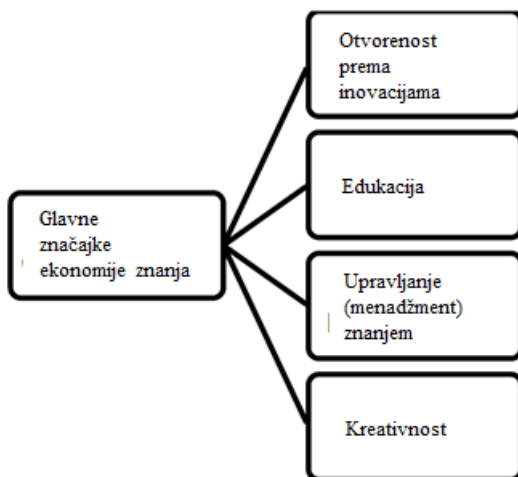 Glavne
značajke
ekonomije znanja
Otvorenost
prema
inovacijama
Edukacija
Upravljanje
(menadžment)
znanjem
Kreativnost